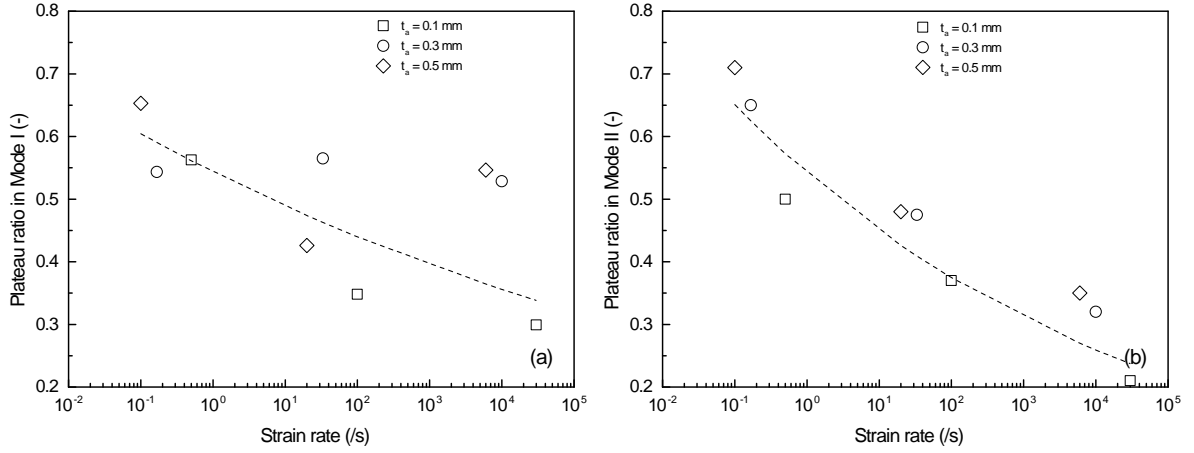 0.8
0.7
0.6
0.5
0.4
0.3
0.2
Plateau ratio in Mode I (-)
t_a = 0.1 mm
t_a = 0.3 mm
t_a = 0.5 mm
(a)
10^-2 10^-1 10^0 10^1 10^2 10^3 10^4 10^5
Strain rate (/s)
0.8
0.7
0.6
0.5
0.4
0.3
0.2
Plateau ratio in Mode II (-)
t_a = 0.1 mm
t_a = 0.3 mm
t_a = 0.5 mm
(b)
10^-2 10^-1 10^0 10^1 10^2 10^3 10^4 10^5
Strain rate (/s)